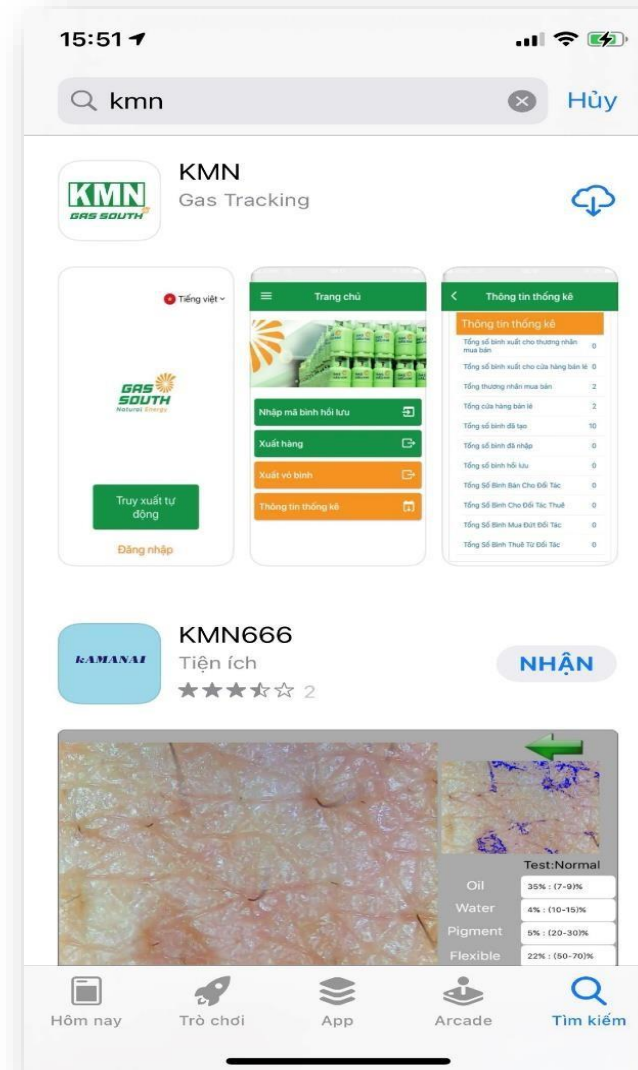 15:51
kmn
Hủy
KMN
GAS SOUTH
KMN
Gas Tracking
Tiếng việt
GAS
SOUTH
Natural Energy
Truy xuất tự
động
Đăng nhập
Trang chủ
Nhập mã bình hồi lưu
Xuất hàng
Xuất vỏ bình
Thông tin thống kê
Thông tin thống kê
Thông tin thống kê
Tổng số bình xuất cho thương nhân
mua bán 0
Tổng số bình xuất cho cửa hàng bán lẻ 0
Tổng thương nhân mua bán 2
Tổng cửa hàng bán lẻ 2
Tổng số bình đã tạo 10
Tổng số bình đã nhập 0
Tổng số bình hồi lưu 0
Tổng Số Bình Bán Cho Đối Tác 0
Tổng Số Bình Cho Đối Tác Thuê 0
Tổng Số Bình Mua Đứt Đối Tác 0
Tổng Số Bình Thuê Từ Đối Tác 0
kAMANAI
KMN666
Tiện ích
2
NHẬN
Test:Normal
Oil 35% : (7-9)%
Water 4% : (10-15)%
Pigment 5% : (20-30)%
Flexible 22% : (50-70)%
Hôm nay
Trò chơi
App
Arcade
Tìm kiếm